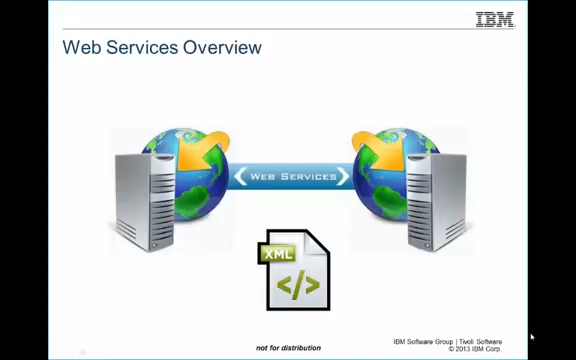 IBM
Web Services Overview
WEB SERVICES
XML
</>
not for distribution
IBM Software Group | Tivoli Software
© 2013 IBM Corp.